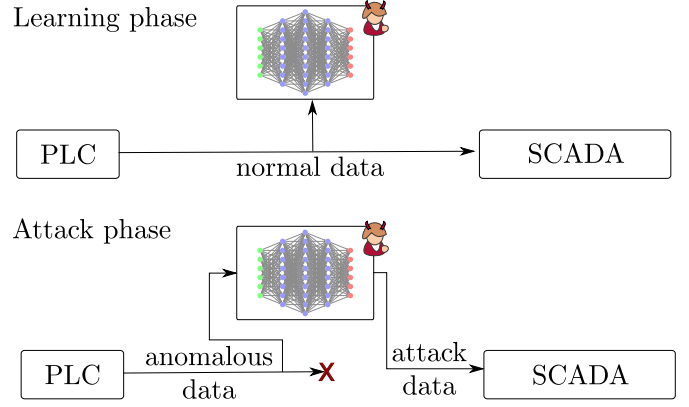 Learning phase
PLC
SCADA
normal data
Attack phase
anomalous
data
X
attack
data
PLC
SCADA